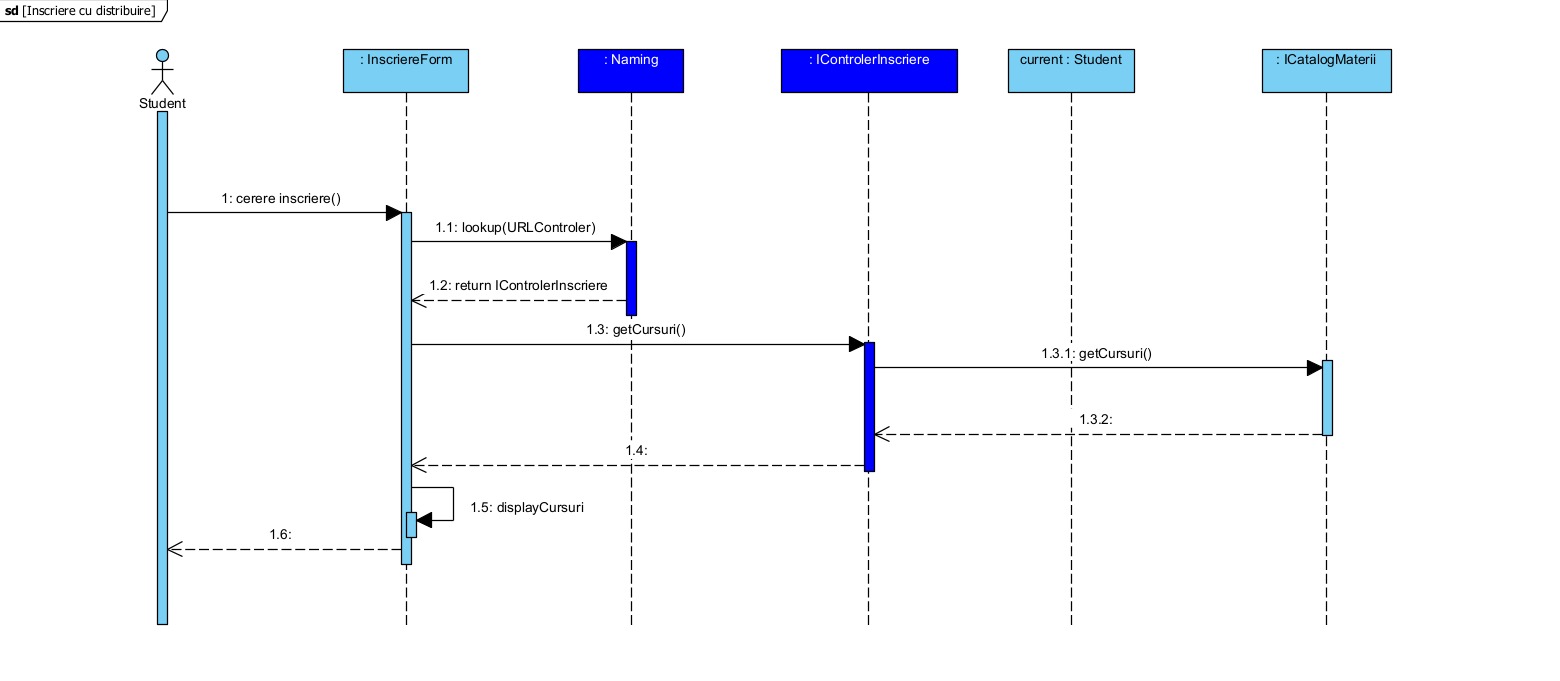 sd [Inscriere cu distribuire]
Student
: InscriereForm
: Naming
: IControlerInscriere
current : Student
: ICatalogMaterii
1: cerere inscriere()
1.1: lookup(URLControler)
1.2: return IControlerInscriere
1.3: getCursuri()
1.3.1: getCursuri()
1.3.2:
1.4:
1.5: displayCursuri
1.6: